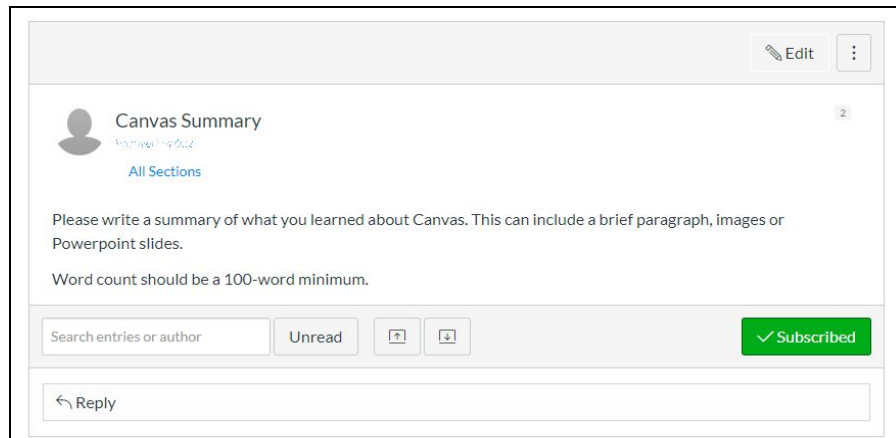 Edit
Canvas Summary
2
All Sections
Please write a summary of what you learned about Canvas. This can include a brief paragraph, images or
Powerpoint slides.
Word count should be a 100-word minimum.
Search entries or author
Unread
Subscribed
Reply